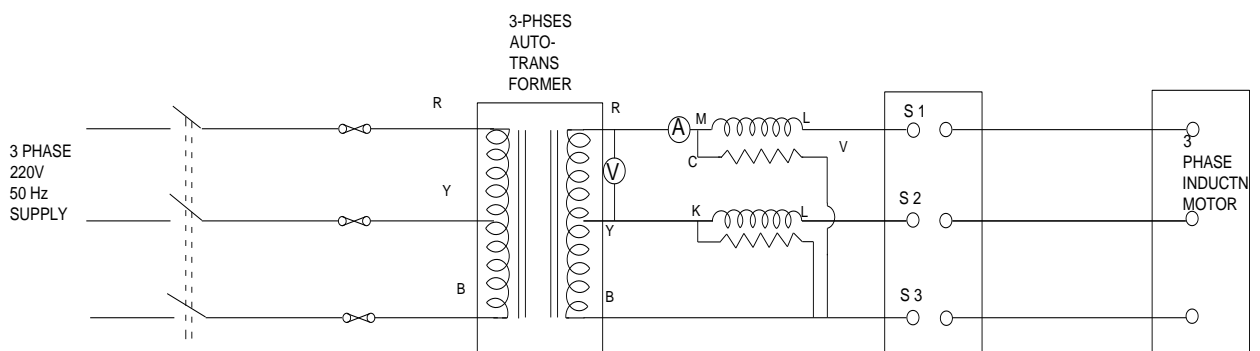 3-PHSES
AUTO-
TRANS
FORMER
R
R
A
M
L
S 1
3 PHASE
220V
50 Hz
SUPPLY
V
C
V
3
PHASE
INDUCTN
MOTOR
Y
K
L
S 2
Y
B
B
S 3